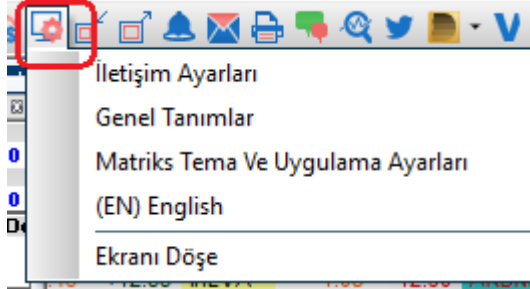 İletişim Ayarları
Genel Tanımlar
Matriks Tema Ve Uygulama Ayarları
(EN) English
Ekranı Döşe